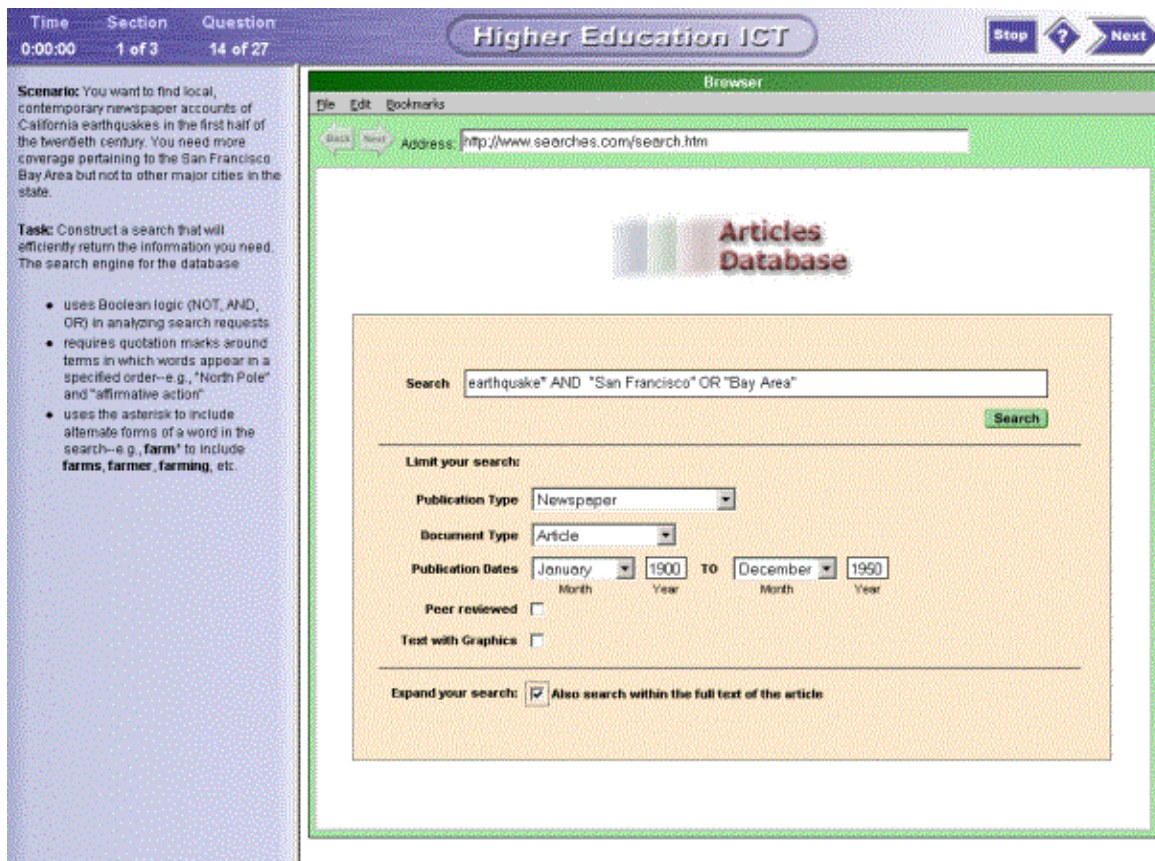 Time Section Question
0:00:00 1 of 3 14 of 27
Higher Education ICT
Stop ? Next
Scenario: You want to find local,
contemporary newspaper accounts of
California earthquakes in the first half of
the twentieth century. You need more
coverage pertaining to the San Francisco
Bay Area but not to other major cities in the
state.
Task: Construct a search that will
efficiently return the information you need.
The search engine for the database
• uses Boolean logic (NOT, AND,
OR) in analyzing search requests
• requires quotation marks around
terms in which words appear in a
specified order--e.g., "North Pole"
and "affirmative action"
• uses the asterisk to include
alternate forms of a word in the
search--e.g., farm* to include
farms, farmer, farming, etc.
Browser
File Edit Bookmarks
Back Next Address: http://www.searches.com/search.htm
Articles
Database
Search earthquake* AND "San Francisco" OR "Bay Area"
Search
Limit your search:
Publication Type Newspaper
Document Type Article
Publication Dates January 1900 TO December 1950
Month Year Month Year
Peer reviewed
Text with Graphics
Expand your search: Also search within the full text of the article